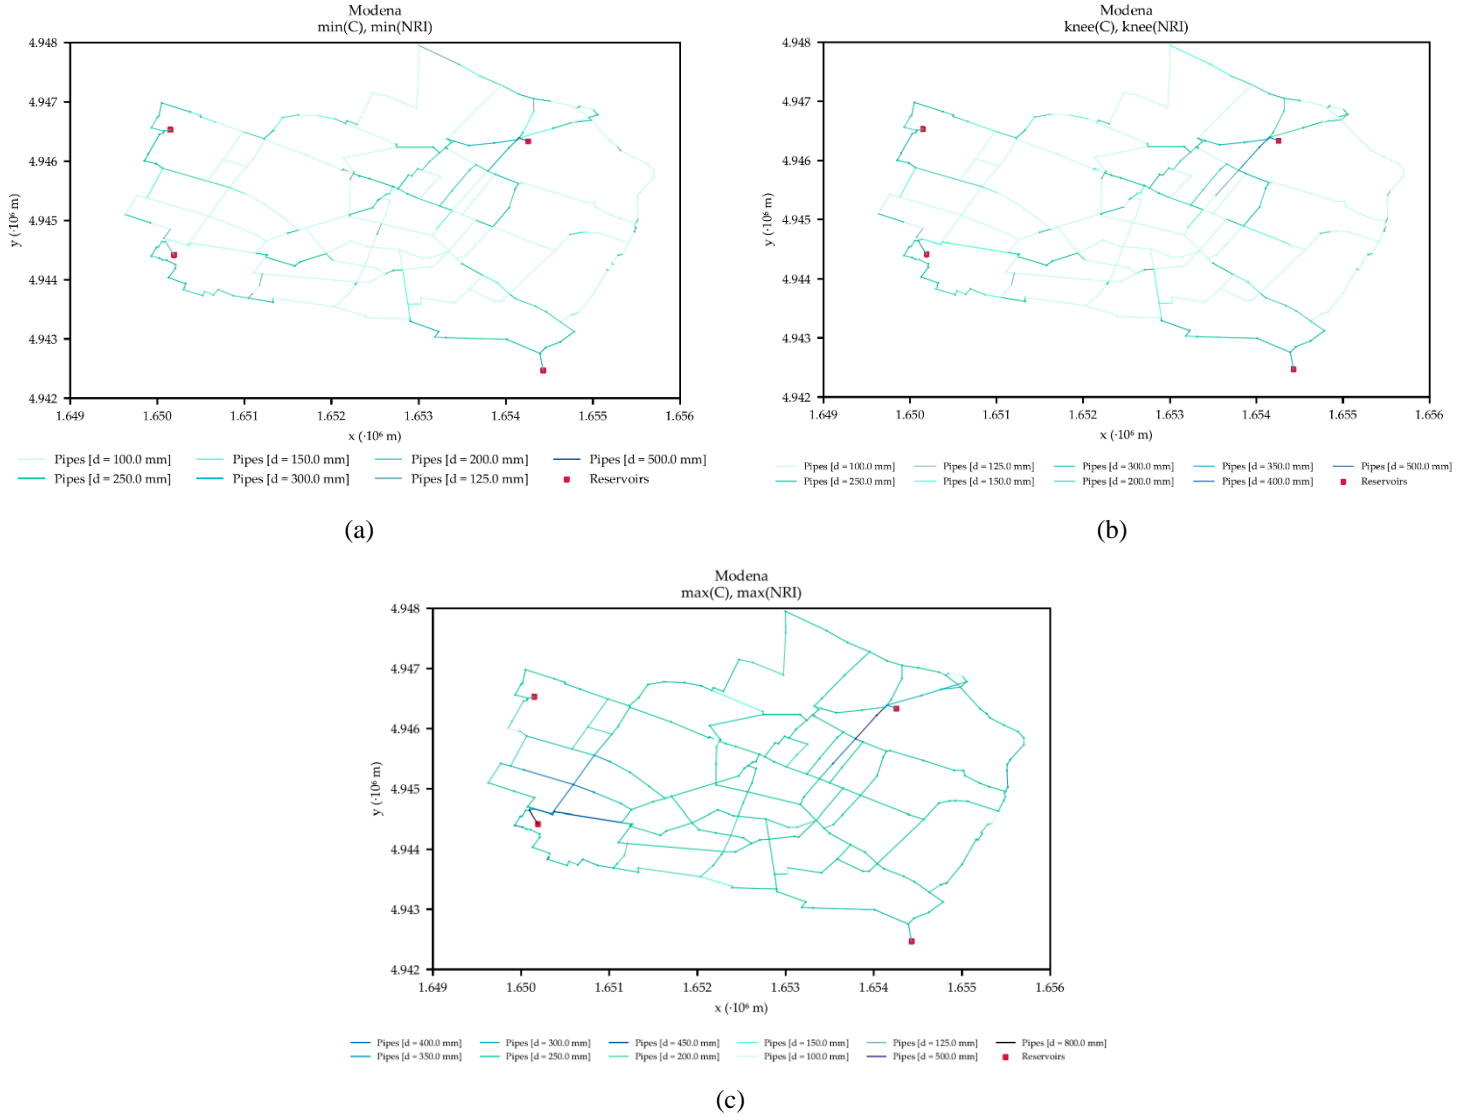 Modena
min(C), min(NRI)
4.948
4.947
4.946
4.945
4.944
4.943
4.942
y (·10⁶ m)
1.649 1.650 1.651 1.652 1.653 1.654 1.655 1.656
x (·10⁶ m)
Pipes [d = 100.0 mm] Pipes [d = 150.0 mm] Pipes [d = 200.0 mm] Pipes [d = 500.0 mm]
Pipes [d = 250.0 mm] Pipes [d = 300.0 mm] Pipes [d = 125.0 mm] Reservoirs
(a)
Modena
knee(C), knee(NRI)
4.948
4.947
4.946
4.945
4.944
4.943
4.942
y (·10⁶ m)
1.649 1.650 1.651 1.652 1.653 1.654 1.655 1.656
x (·10⁶ m)
Pipes [d = 100.0 mm] Pipes [d = 125.0 mm] Pipes [d = 300.0 mm] Pipes [d = 350.0 mm] Pipes [d = 500.0 mm]
Pipes [d = 250.0 mm] Pipes [d = 150.0 mm] Pipes [d = 200.0 mm] Pipes [d = 400.0 mm] Reservoirs
(b)
Modena
max(C), max(NRI)
4.948
4.947
4.946
4.945
4.944
4.943
4.942
y (·10⁶ m)
1.649 1.650 1.651 1.652 1.653 1.654 1.655 1.656
x (·10⁶ m)
Pipes [d = 400.0 mm] Pipes [d = 300.0 mm] Pipes [d = 450.0 mm] Pipes [d = 150.0 mm] Pipes [d = 125.0 mm] Pipes [d = 800.0 mm]
Pipes [d = 350.0 mm] Pipes [d = 250.0 mm] Pipes [d = 200.0 mm] Pipes [d = 100.0 mm] Pipes [d = 500.0 mm] Reservoirs
(c)